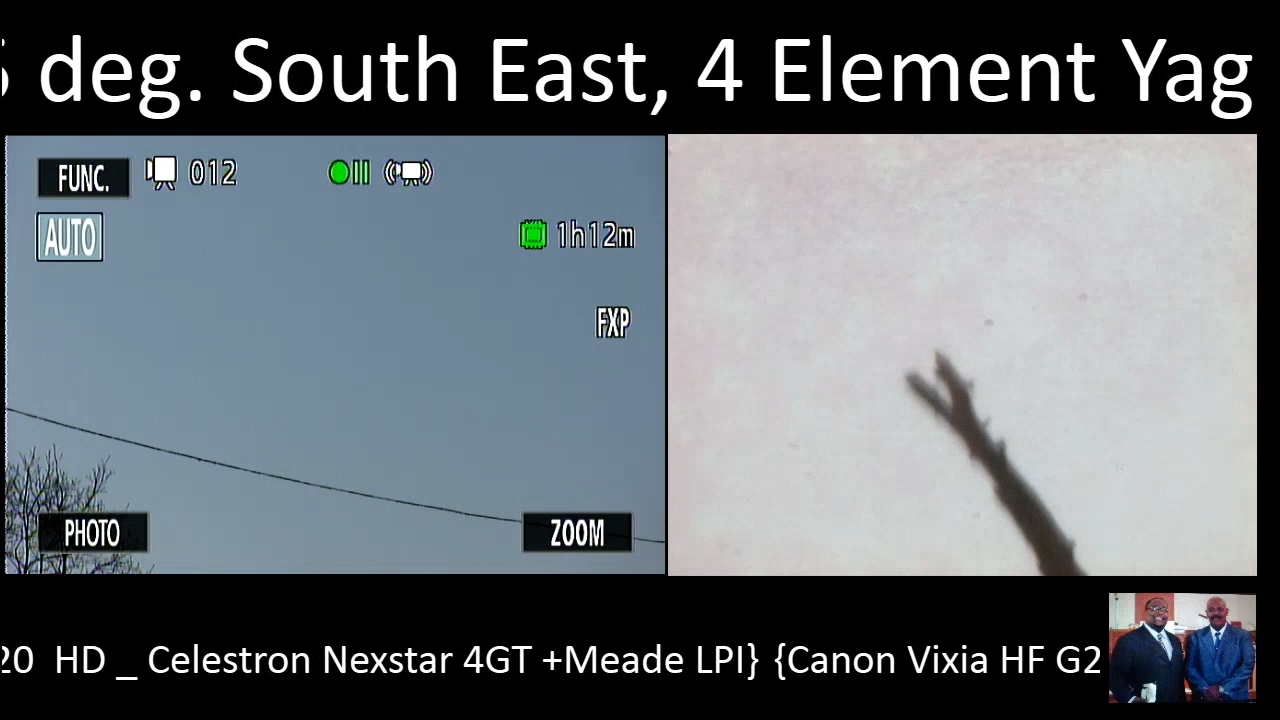 deg. South East, 4 Element Yag
FUNC. 012
AUTO
1h12m
FXP
PHOTO ZOOM
20 HD _ Celestron Nexstar 4GT +Meade LPI} {Canon Vixia HF G2